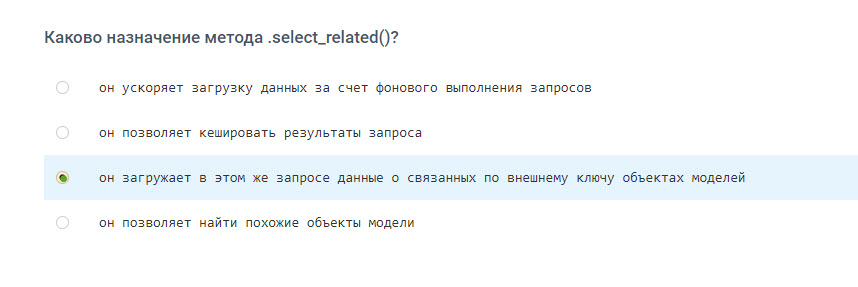 Каково назначение метода .select_related()?
он ускоряет загрузку данных за счет фонового выполнения запросов
он позволяет кешировать результаты запроса
он загружает в этом же запросе данные о связанных по внешнему ключу объектах моделей
он позволяет найти похожие объекты модели